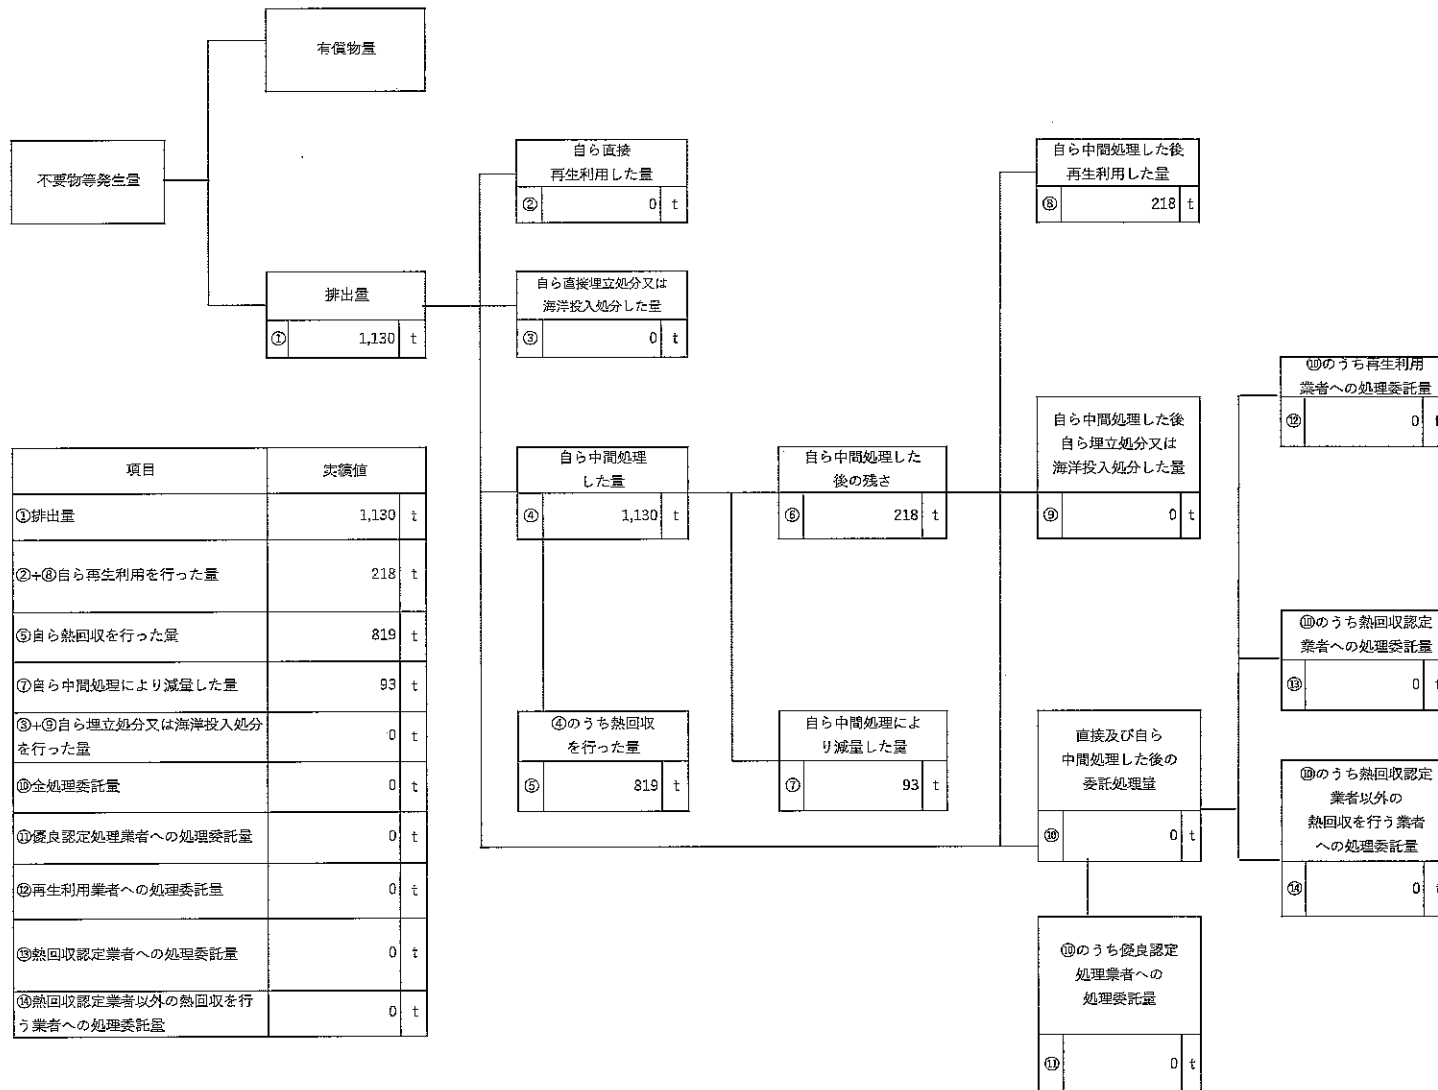 有償物量
不要物等発生量
排出量
① 1,130 t
自ら直接
再生利用した量
② 0 t
自ら直接埋立処分又は
海洋投入処分した量
③ 0 t
自ら中間処理
した量
④ 1,130 t
④のうち熱回収
を行った量
⑤ 819 t
自ら中間処理した
後の残さ
⑥ 218 t
自ら中間処理によ
り減量した量
⑦ 93 t
自ら中間処理した後
再生利用した量
⑧ 218 t
自ら中間処理した後
自ら埋立処分又は
海洋投入処分した量
⑨ 0 t
直接及び自ら
中間処理した後の
委託処理量
⑩ 0 t
⑩のうち優良認定
処理業者への
処理委託量
⑪ 0 t
⑩のうち再生利用
業者への処理委託量
⑫ 0 t
⑩のうち熱回収認定
業者への処理委託量
⑬ 0 t
⑩のうち熱回収認定
業者以外の
熱回収を行う業者
への処理委託量
⑭ 0 t
項目 実績値
①排出量 1,130 t
②+⑧自ら再生利用を行った量 218 t
⑤自ら熱回収を行った量 819 t
⑦自ら中間処理により減量した量 93 t
③+⑨自ら埋立処分又は海洋投入処分
を行った量 0 t
⑩全処理委託量 0 t
⑪優良認定処理業者への処理委託量 0 t
⑫再生利用業者への処理委託量 0 t
⑬熱回収認定業者への処理委託量 0 t
⑭熱回収認定業者以外の熱回収を行
う業者への処理委託量 0 t